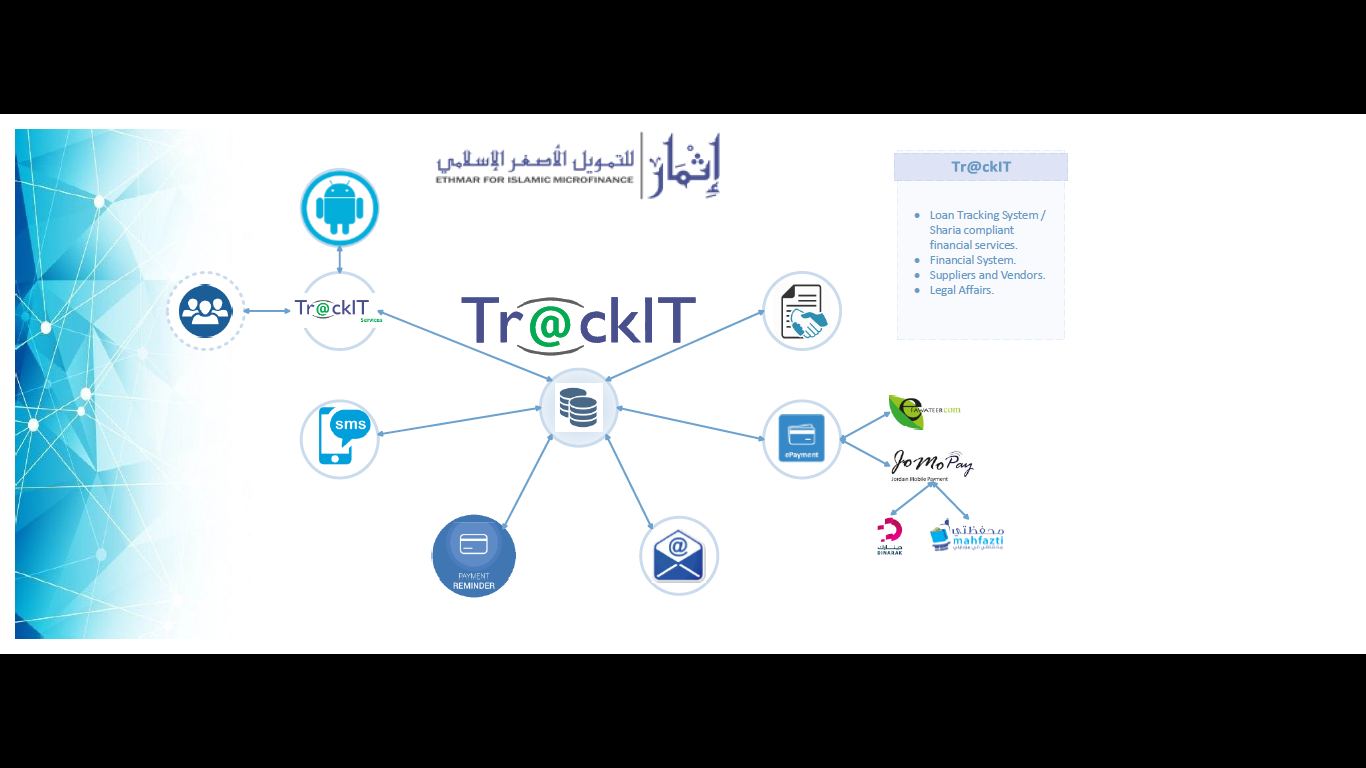 للتمويل الأصغر الإسلامي
إثمار
ETHMAR FOR ISLAMIC MICROFINANCE
Tr@ckIT
Loan Tracking System /
Sharia compliant
financial services.
Financial System.
Suppliers and Vendors.
Legal Affairs.
Tr@ckIT
Services
Tr@ckIT
sms
ePayment
eFAWATEERcom
JoMoPay
Jordan Mobile Payment
دينارك
DINARAK
محفظتي
mahfazti
PAYMENT
REMINDER
@